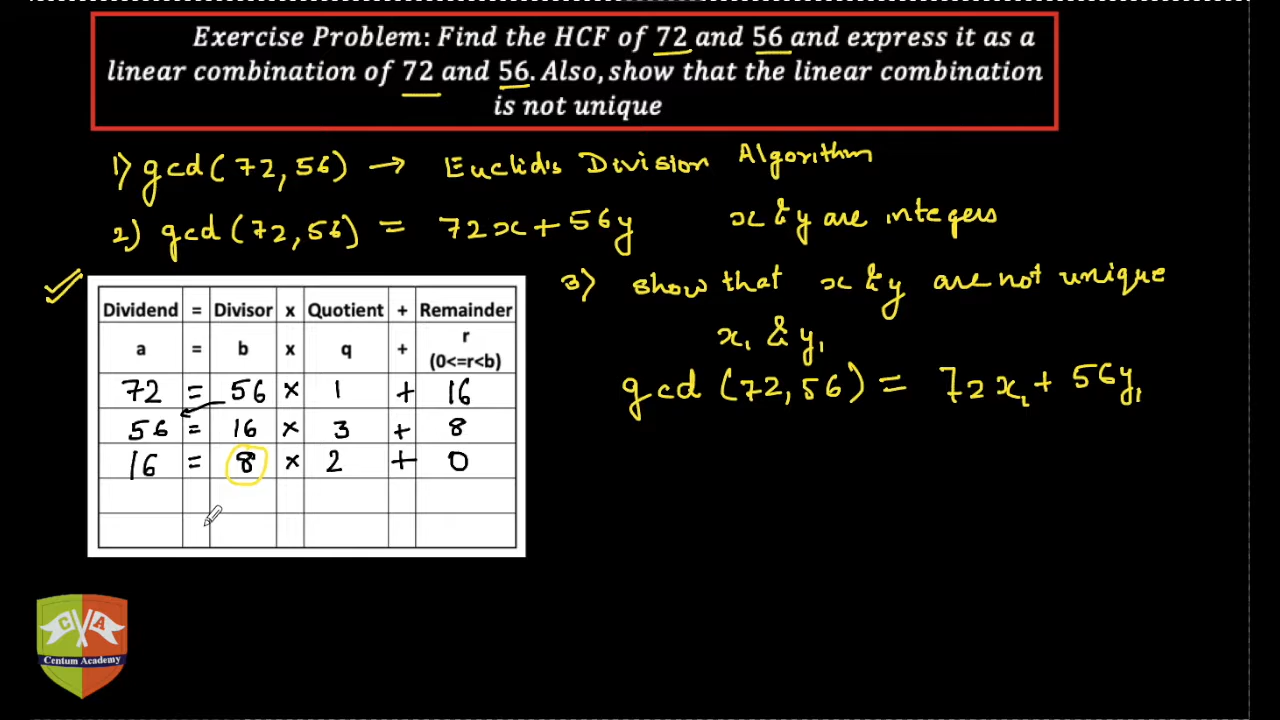 Exercise Problem: Find the HCF of 72 and 56 and express it as a
linear combination of 72 and 56. Also, show that the linear combination
is not unique
1) gcd(72,56) → Euclid's Division Algorithm
2) gcd(72,56) = 72x+56y x & y are integers
Dividend = Divisor x Quotient + Remainder
a = b x q + r
(0<=r<b)
72 = 56 × 1 + 16
56 = 16 × 3 + 8
16 = 8 × 2 + 0
3) show that x & y are not unique
x₁ & y₁
gcd (72,56) = 72x₁+ 56y₁
CA
Centum Academy